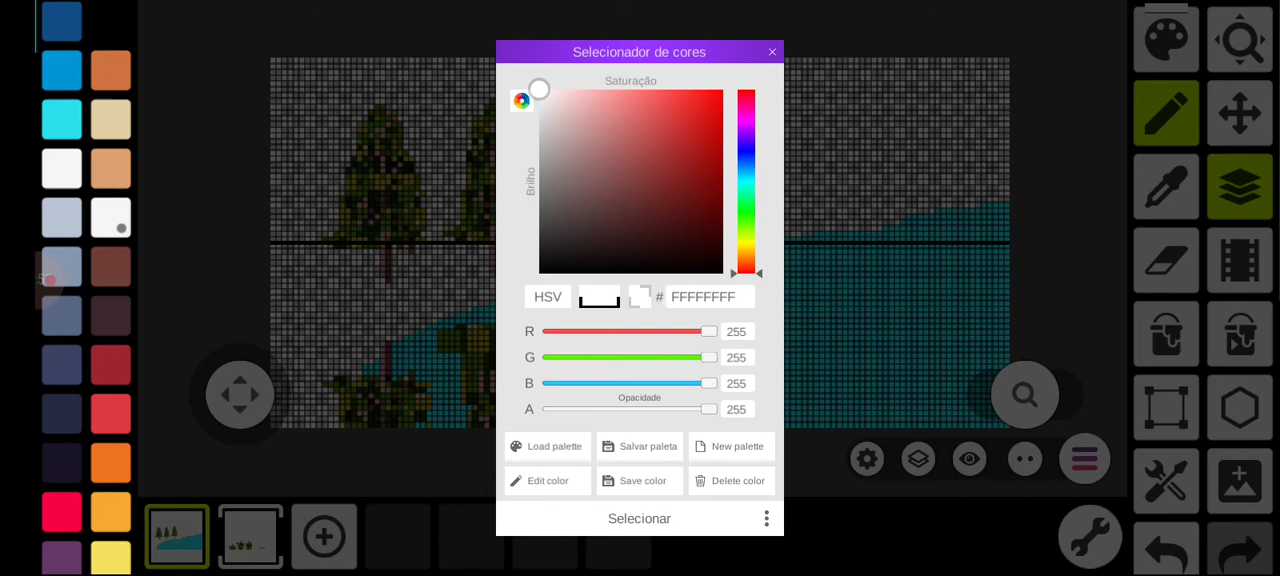 Selecionador de cores
×
Saturação
Brilho
HSV
# FFFFFFFF
R 255
G 255
B 255
Opacidade
A 255
Load palette
Salvar paleta
New palette
Edit color
Save color
Delete color
Selecionar